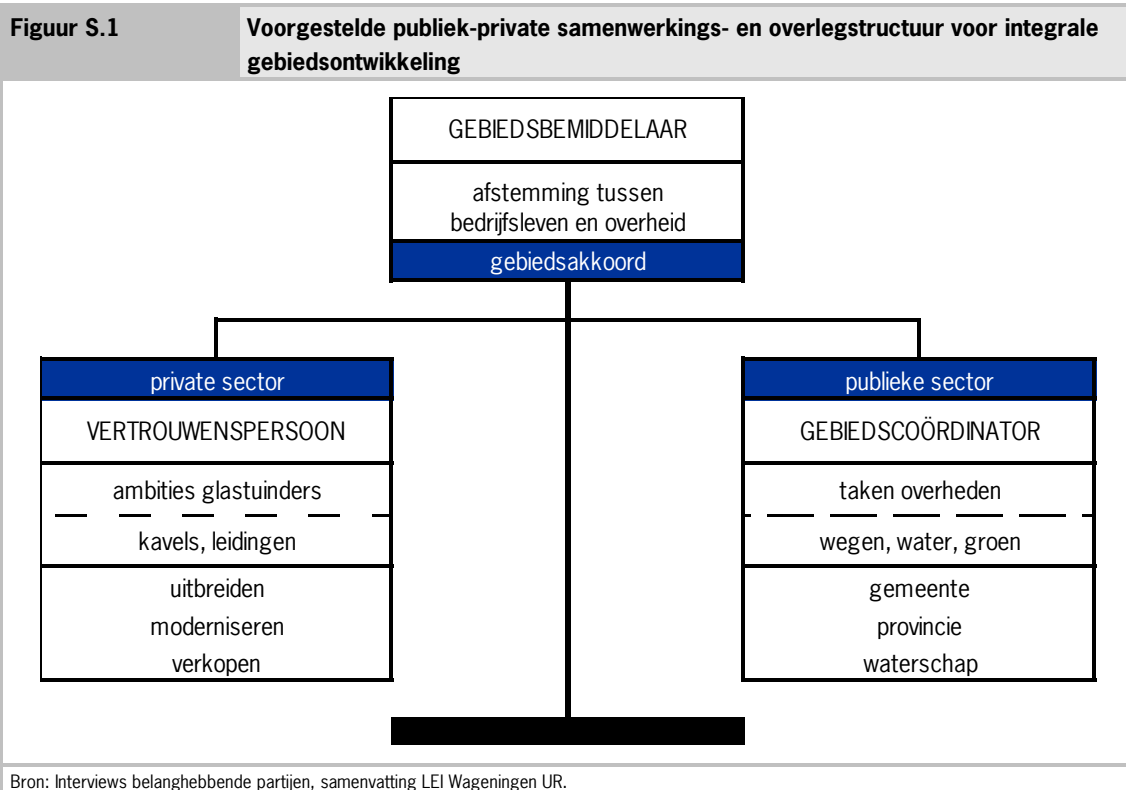 Figuur S.1
Voorgestelde publiek-private samenwerkings- en overlegstructuur voor integrale
gebiedsontwikkeling
GEBIEDSBEMIDDELAAR
afstemming tussen
bedrijfsleven en overheid
gebiedsakkoord
private sector
VERTROUWENSPERSOON
ambities glastuinders
kavels, leidingen
uitbreiden
moderniseren
verkopen
publieke sector
GEBIEDSCOÖRDINATOR
taken overheden
wegen, water, groen
gemeente
provincie
waterschap
Bron: Interviews belanghebbende partijen, samenvatting LEI Wageningen UR.